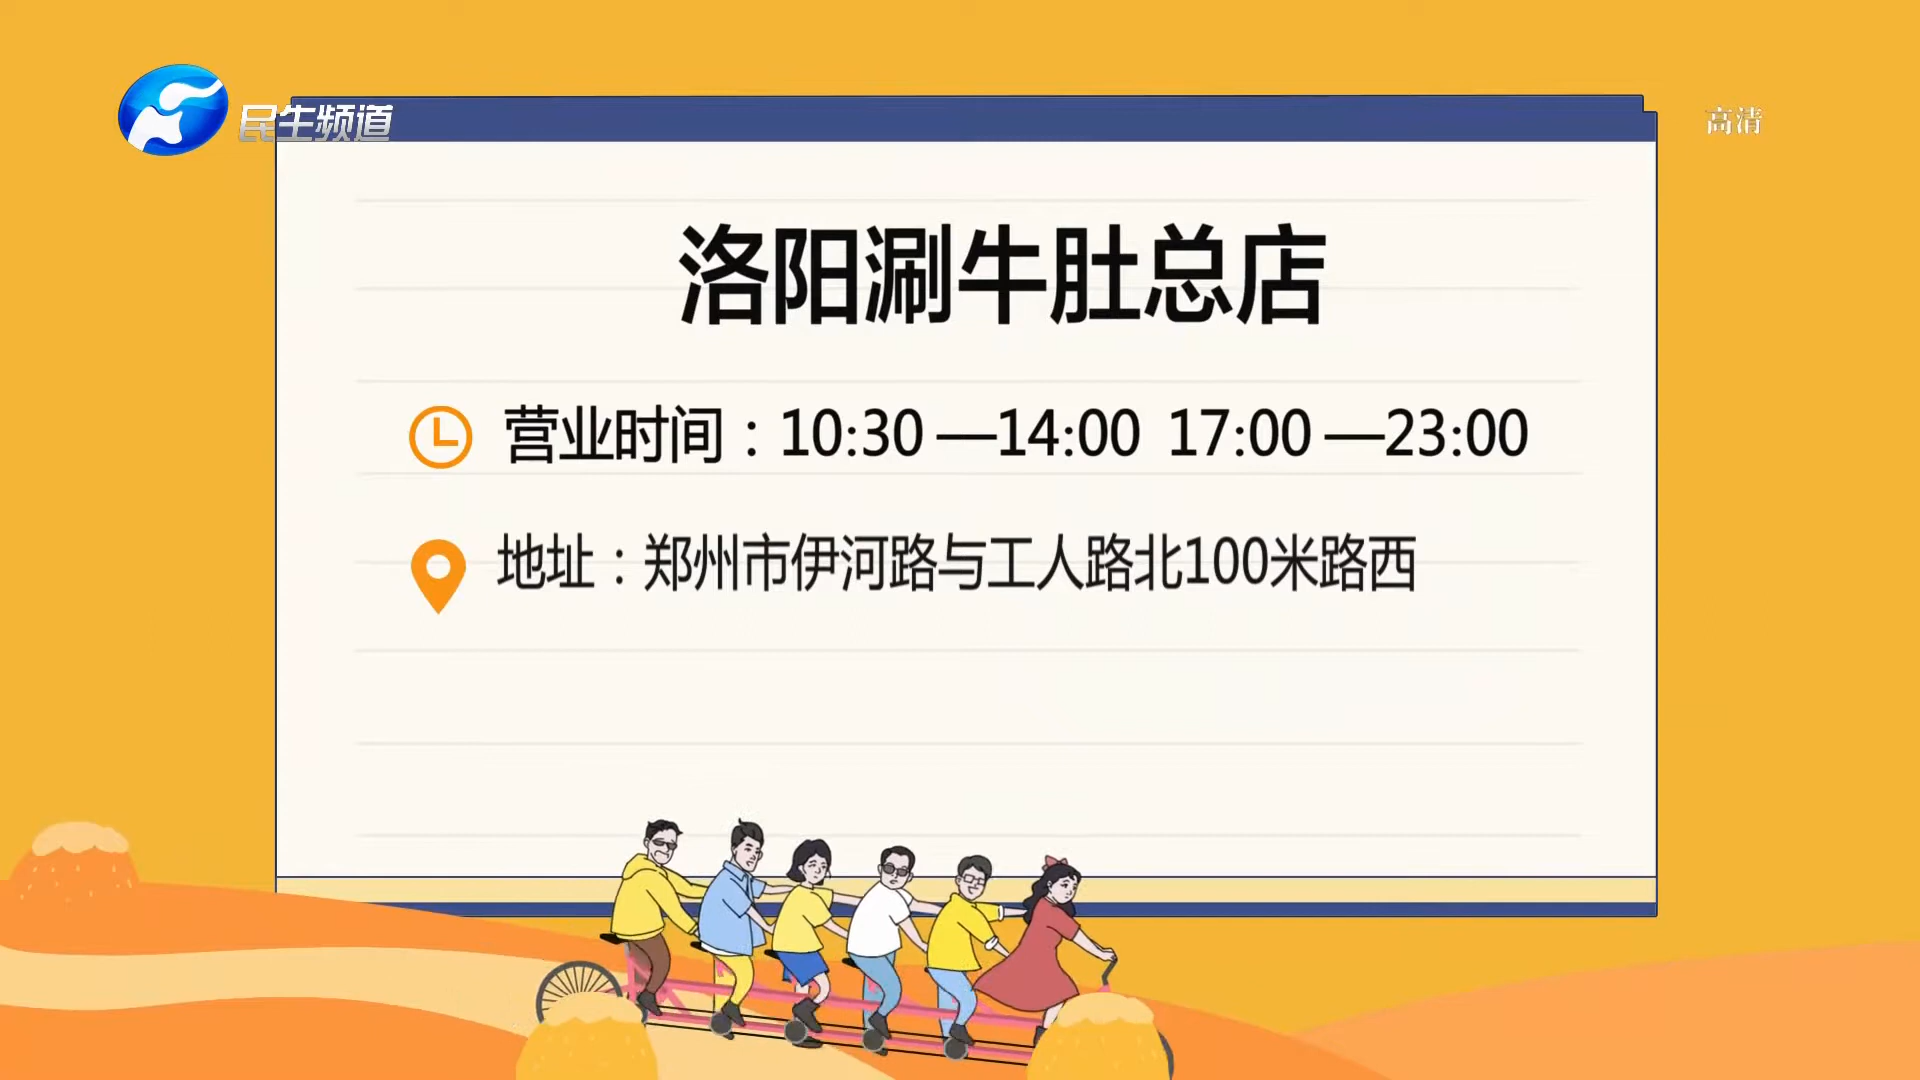 民生频道
高清
洛阳涮牛肚总店
营业时间：10:30 —14:00 17:00 —23:00
地址：郑州市伊河路与工人路北100米路西